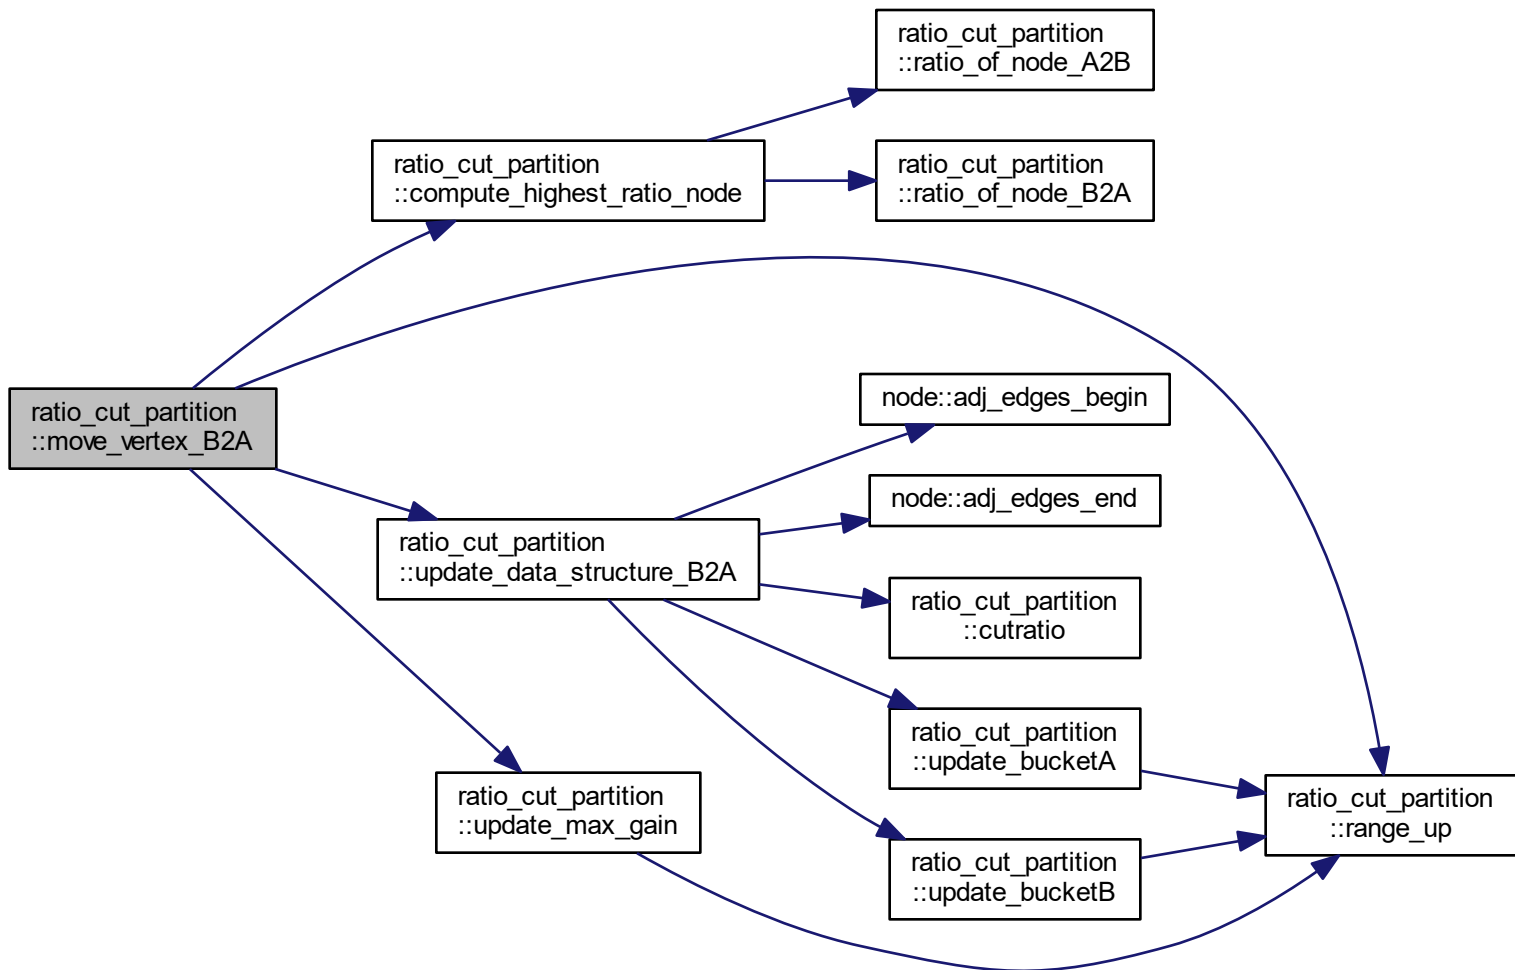 ratio_cut_partition
::ratio_of_node_A2B
ratio_cut_partition
::compute_highest_ratio_node
ratio_cut_partition
::ratio_of_node_B2A
ratio_cut_partition
::move_vertex_B2A
node::adj_edges_begin
node::adj_edges_end
ratio_cut_partition
::update_data_structure_B2A
ratio_cut_partition
::cutratio
ratio_cut_partition
::update_bucketA
ratio_cut_partition
::update_max_gain
ratio_cut_partition
::range_up
ratio_cut_partition
::update_bucketB